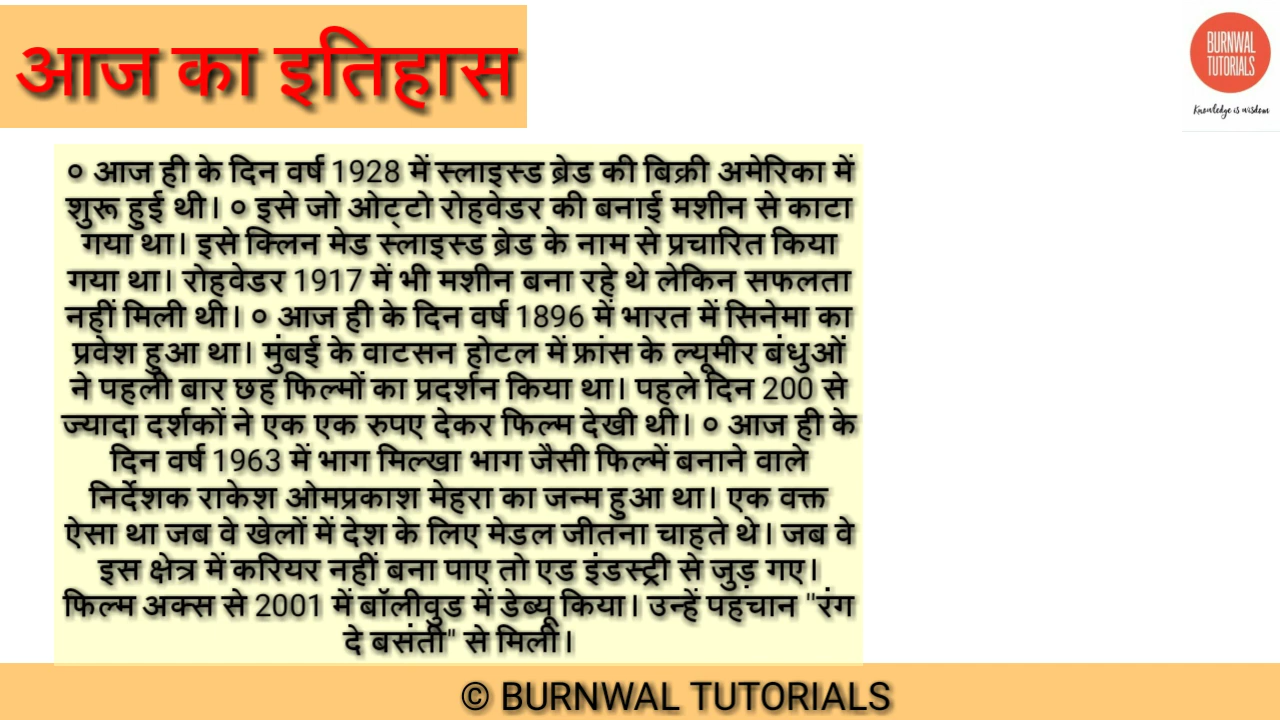 आज का इतिहास
BURNWAL
TUTORIALS
Knowledge is wisdom
० आज ही के दिन वर्ष 1928 में स्लाइस्ड ब्रेड की बिक्री अमेरिका में
शुरू हुई थी। ० इसे जो ओट्टो रोहवेडर की बनाई मशीन से काटा
गया था। इसे क्लिन मेड स्लाइस्ड ब्रेड के नाम से प्रचारित किया
गया था। रोहवेडर 1917 में भी मशीन बना रहे थे लेकिन सफलता
नहीं मिली थी। ० आज ही के दिन वर्ष 1896 में भारत में सिनेमा का
प्रवेश हुआ था। मुंबई के वाटसन होटल में फ्रांस के ल्यूमीर बंधुओं
ने पहली बार छह फिल्मों का प्रदर्शन किया था। पहले दिन 200 से
ज्यादा दर्शकों ने एक एक रुपए देकर फिल्म देखी थी। ० आज ही के
दिन वर्ष 1963 में भाग मिल्खा भाग जैसी फिल्में बनाने वाले
निर्देशक राकेश ओमप्रकाश मेहरा का जन्म हुआ था। एक वक्त
ऐसा था जब वे खेलों में देश के लिए मेडल जीतना चाहते थे। जब वे
इस क्षेत्र में करियर नहीं बना पाए तो एड इंडस्ट्री से जुड़ गए।
फिल्म अक्स से 2001 में बॉलीवुड में डेब्यू किया। उन्हें पहचान "रंग
दे बसंती" से मिली।
© BURNWAL TUTORIALS